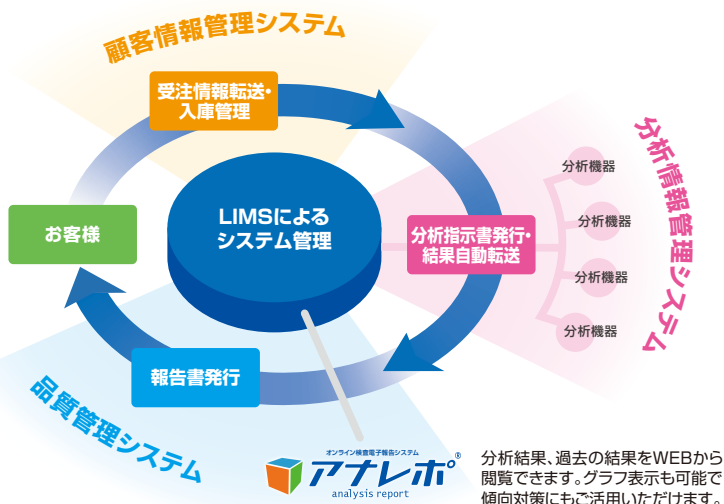 顧客情報管理システム
受注情報転送・
入庫管理
分析情報管理システム
分析機器
分析機器
分析機器
分析機器
LIMSによる
システム管理
分析指示書発行・
結果自動転送
お客様
報告書発行
品質管理システム
オンライン検査電子報告システム
アナレポ®
analysis report
分析結果、過去の結果をWEBから
閲覧できます。グラフ表示も可能で
傾向対策にもご活用いただけます。